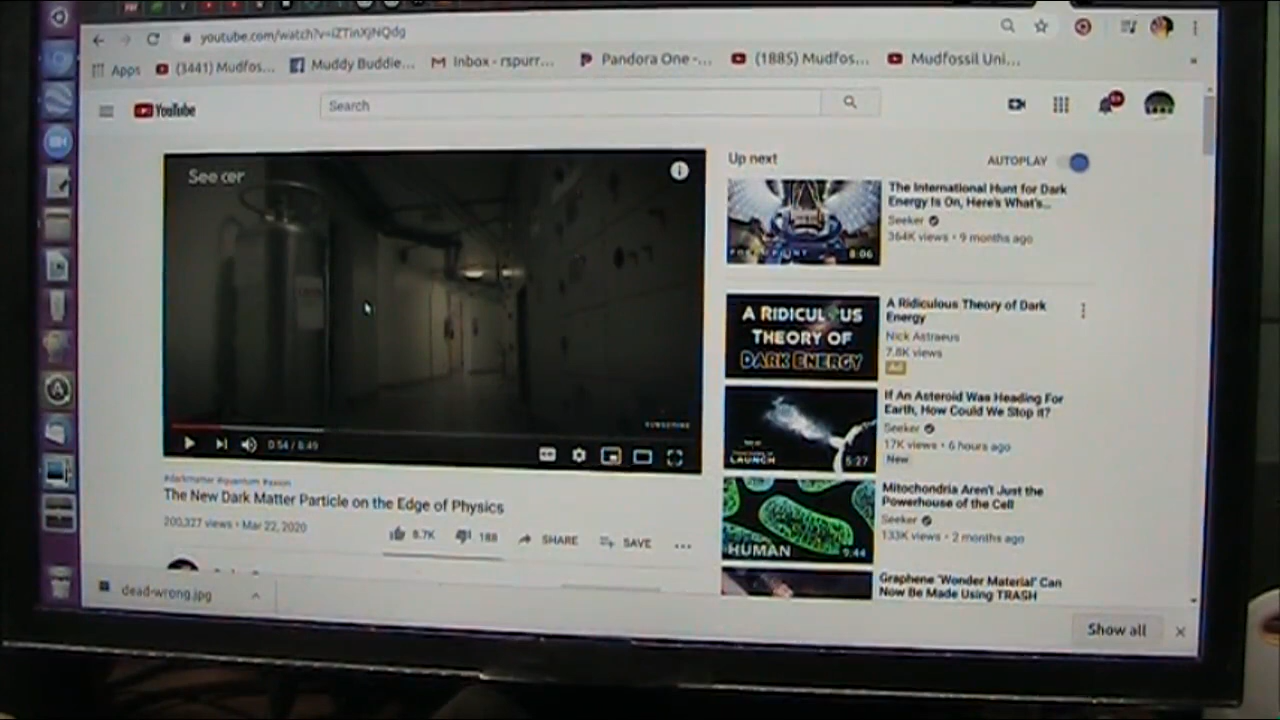 youtube.com/watch?v=iZTinXjNQdg
Apps
(3441) Mudfos...
Muddy Buddie...
Inbox - rspurr...
Pandora One -...
(1885) Mudfos...
Mudfossil Uni...
YouTube
Search
Up next
AUTOPLAY
The International Hunt for Dark
Energy Is On, Here's What's...
Seeker
364K views • 9 months ago
8:06
A RIDICULOUS
THEORY OF
DARK ENERGY
A Ridiculous Theory of Dark
Energy
Nick Astraeus
7.8K views
Ad
LAUNCH
5:27
If An Asteroid Was Heading For
Earth, How Could We Stop It?
Seeker
17K views • 6 hours ago
New
HUMAN
9:44
Mitochondria Aren't Just the
Powerhouse of the Cell
Seeker
133K views • 2 months ago
Graphene 'Wonder Material' Can
Now Be Made Using TRASH
Seeker
SUBSCRIBE
0:54 / 8:49
#darkmatter #quantum #axion
The New Dark Matter Particle on the Edge of Physics
200,327 views • Mar 22, 2020
8.7K
188
SHARE
SAVE
dead-wrong.jpg
Show all